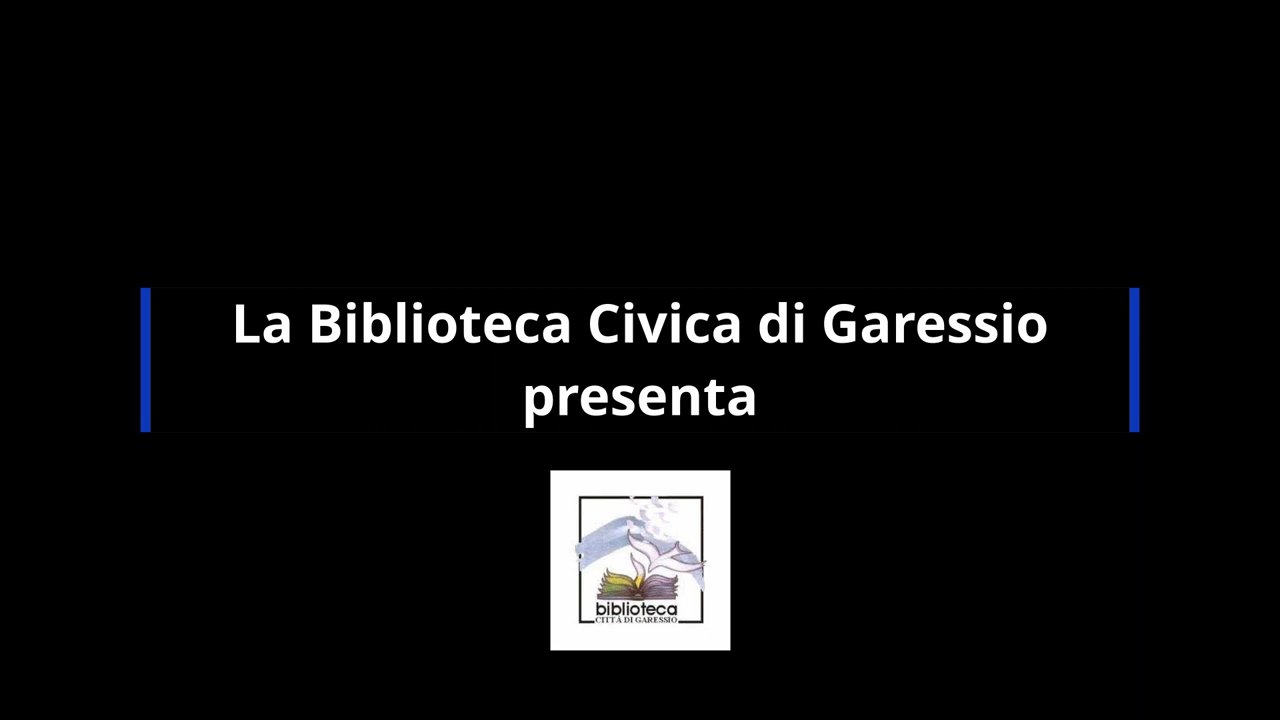 La Biblioteca Civica di Garessio
presenta
biblioteca
CITTÀ DI GARESSIO